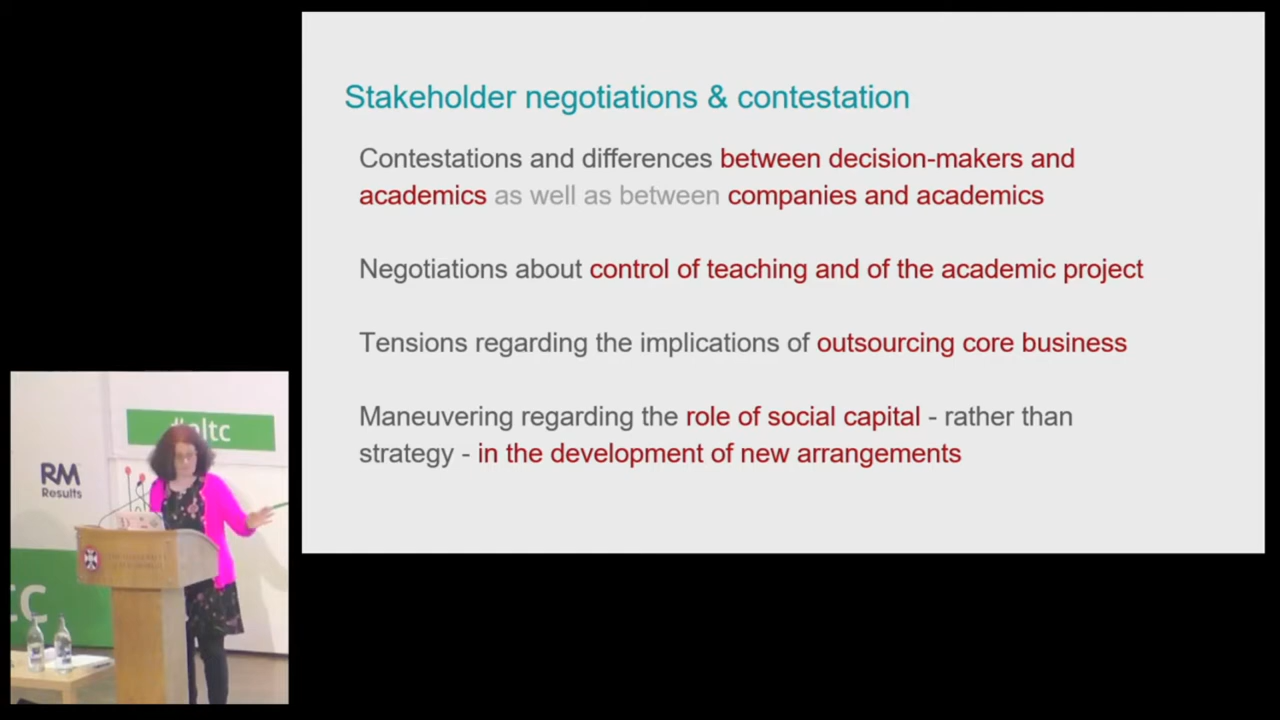 Stakeholder negotiations & contestation
Contestations and differences between decision-makers and
academics as well as between companies and academics
Negotiations about control of teaching and of the academic project
Tensions regarding the implications of outsourcing core business
Maneuvering regarding the role of social capital - rather than
strategy - in the development of new arrangements
#altc
RM
Results
tc